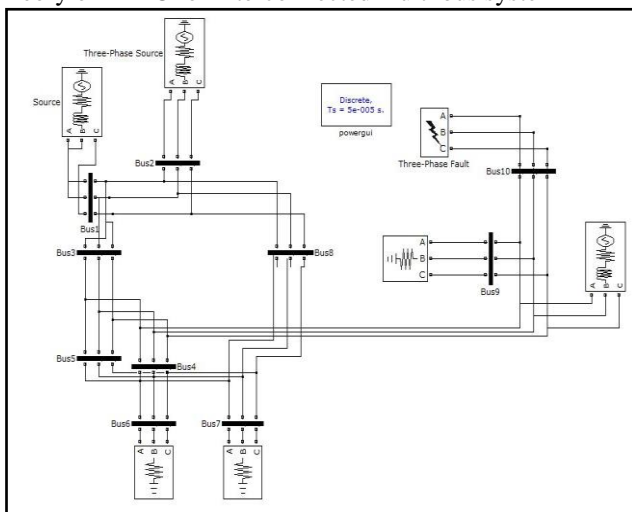 Three-Phase Source
Source
A B C
A B C
Discrete,
Ts = 5e-005 s.
powergui
A
B
C
Three-Phase Fault
Bus2
Bus10
Bus1
Bus3
Bus8
A
B
C
Bus9
A B C
Bus5
Bus4
Bus6
Bus7
A B C
A B C